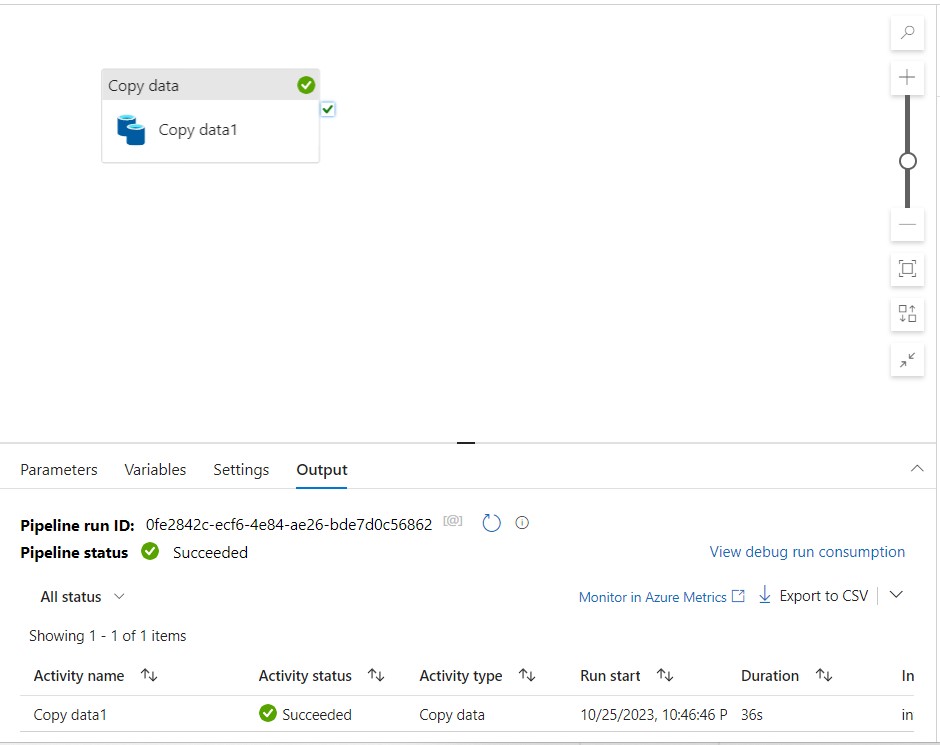 Copy data
Copy data1
Parameters Variables Settings Output
Pipeline run ID: 0fe2842c-ecf6-4e84-ae26-bde7d0c56862 [@]
Pipeline status Succeeded
View debug run consumption
All status
Monitor in Azure Metrics Export to CSV
Showing 1 - 1 of 1 items
Activity name Activity status Activity type Run start Duration In
Copy data1 Succeeded Copy data 10/25/2023, 10:46:46 P 36s in